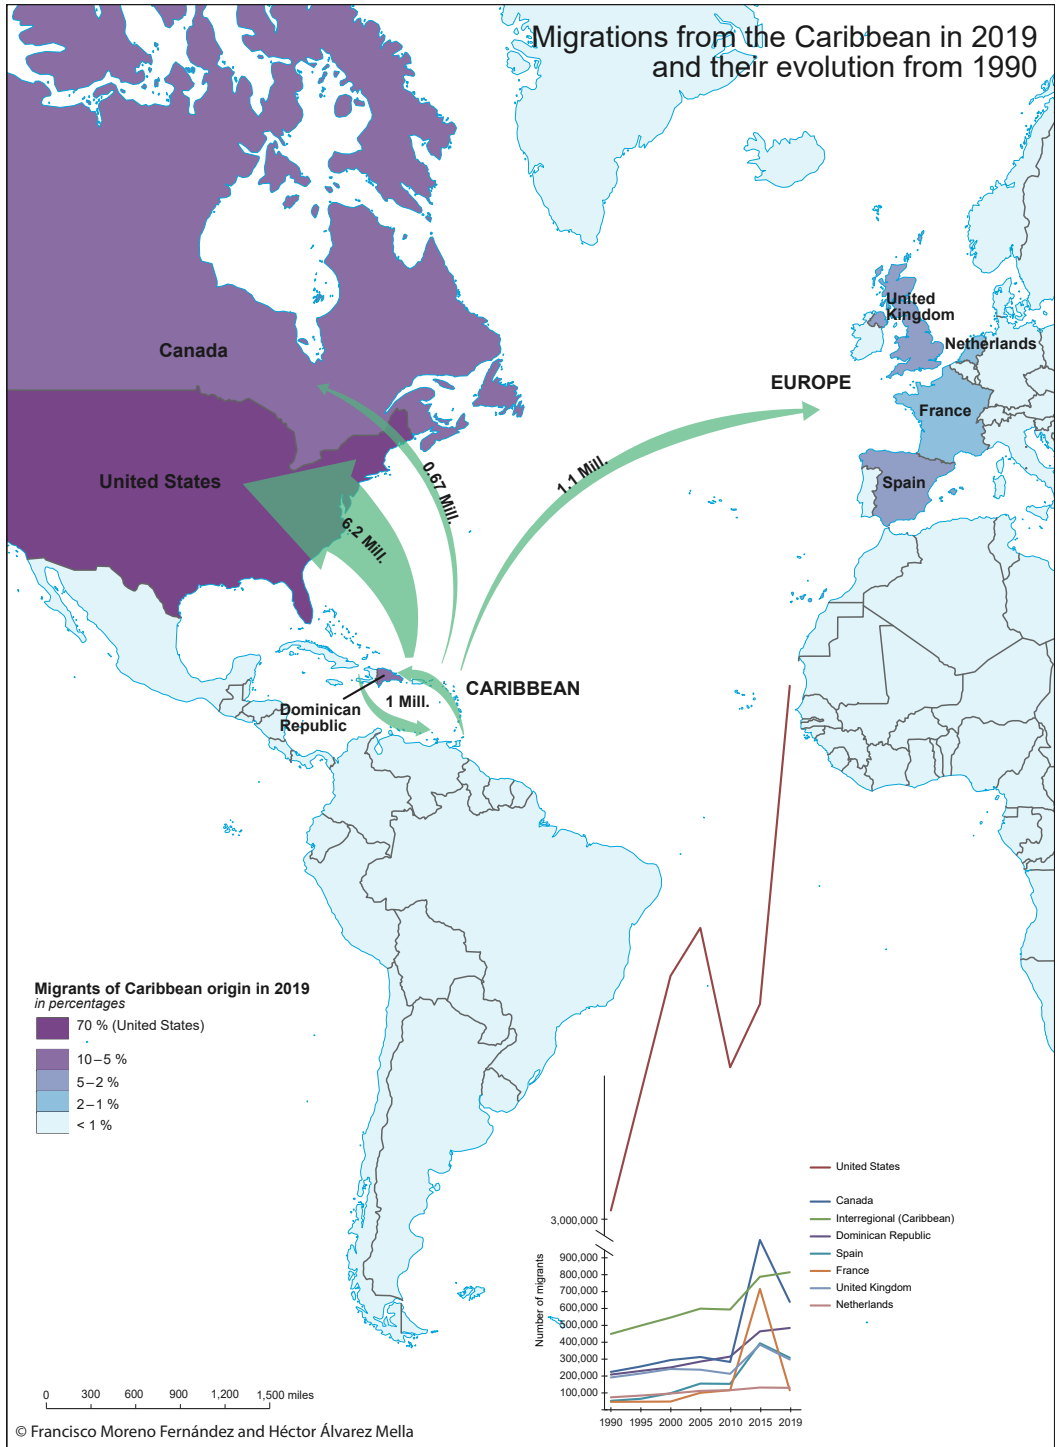 Migrations from the Caribbean in 2019
and their evolution from 1990
Canada
United States
United
Kingdom
Netherlands
EUROPE
France
Spain
0.67 Mill.
1.1 Mill.
6.2 Mill.
CARIBBEAN
1 Mill.
Dominican
Republic
Migrants of Caribbean origin in 2019
in percentages
70 % (United States)
10–5 %
5–2 %
2–1 %
< 1 %
United States
Canada
Interregional (Caribbean)
Dominican Republic
Spain
France
United Kingdom
Netherlands
Number of migrants
3,000,000
900,000
800,000
700,000
600,000
500,000
400,000
300,000
200,000
100,000
1990 1995 2000 2005 2010 2015 2019
0 300 600 900 1,200 1,500 miles
© Francisco Moreno Fernández and Héctor Álvarez Mella